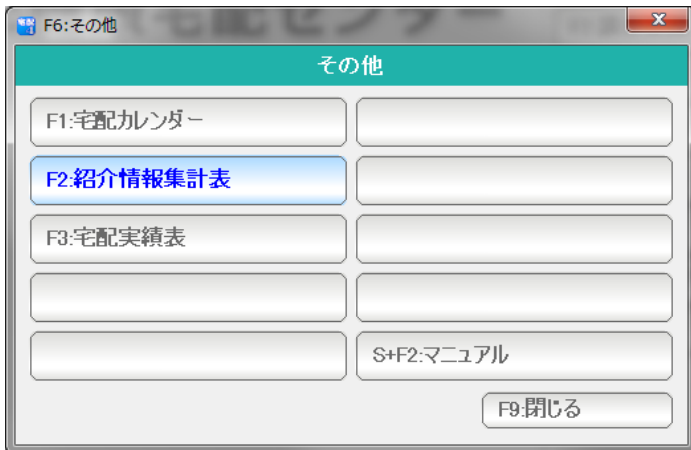 F6:その他
その他
F1:宅配カレンダー
F2:紹介情報集計表
F3:宅配実績表
S+F2:マニュアル
F9:閉じる